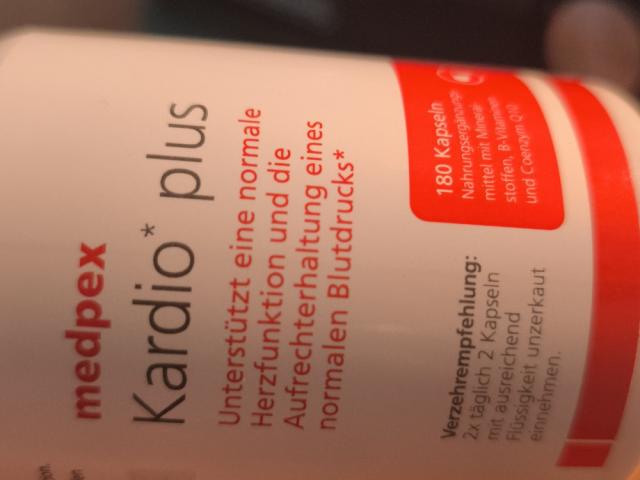 medpex
Kardio* plus
Unterstützt eine normale
Herzfunktion und die
Aufrechterhaltung eines
normalen Blutdrucks*
180 Kapseln
Nahrungsergänzungs-
mittel mit Mineral-
stoffen, B-Vitaminen
und Coenzym Q10
Verzehrempfehlung:
2x täglich 2 Kapseln
mit ausreichend
Flüssigkeit unzerkaut
einnehmen.